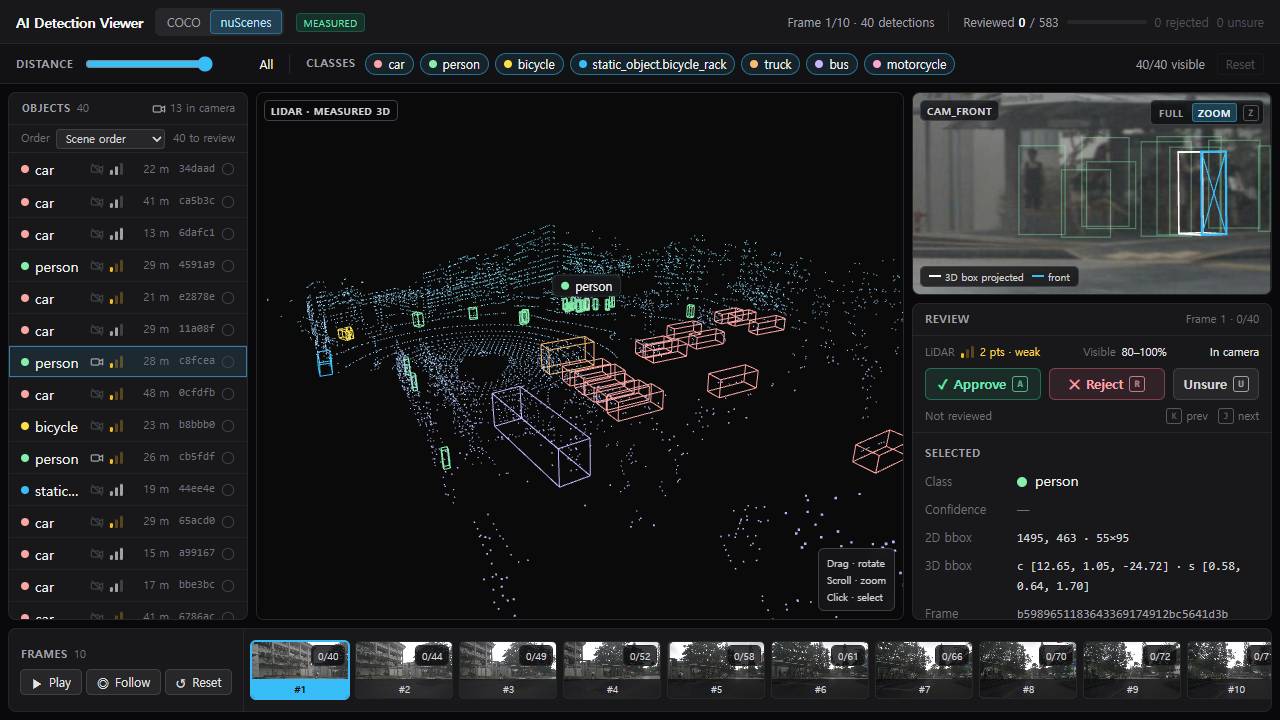 AI Detection Viewer COCO nuScenes MEASURED Frame 1/10 · 40 detections Reviewed 0 / 583 0 rejected 0 unsure
DISTANCE All CLASSES car person bicycle static_object.bicycle_rack truck bus motorcycle 40/40 visible Reset
OBJECTS 40 13 in camera
Order Scene order 40 to review
car 22 m 34daad
car 41 m ca5b3c
car 13 m 6dafc1
person 29 m 4591a9
car 21 m e2878e
car 29 m 11a08f
person 28 m c8fcea
car 48 m 0cfdfb
bicycle 23 m b8bbb0
person 26 m cb5fdf
static... 19 m 44ee4e
car 29 m 65acd0
car 15 m a99167
car 17 m bbe3bc
car 41 m 6786ac
LIDAR · MEASURED 3D
person
Drag · rotate
Scroll · zoom
Click · select
CAM_FRONT FULL ZOOM Z
3D box projected front
REVIEW Frame 1 · 0/40
LiDAR 2 pts · weak Visible 80–100% In camera
Approve A Reject R Unsure U
Not reviewed K prev J next
SELECTED
Class person
Confidence —
2D bbox 1495, 463 · 55×95
3D bbox c [12.65, 1.05, -24.72] · s [0.58,
0.64, 1.70]
Frame b5989651183643369174912bc5641d3b
FRAMES 10
Play Follow Reset
0/40 0/44 0/49 0/52 0/58 0/61 0/66 0/70 0/72 0/7
#1 #2 #3 #4 #5 #6 #7 #8 #9 #10